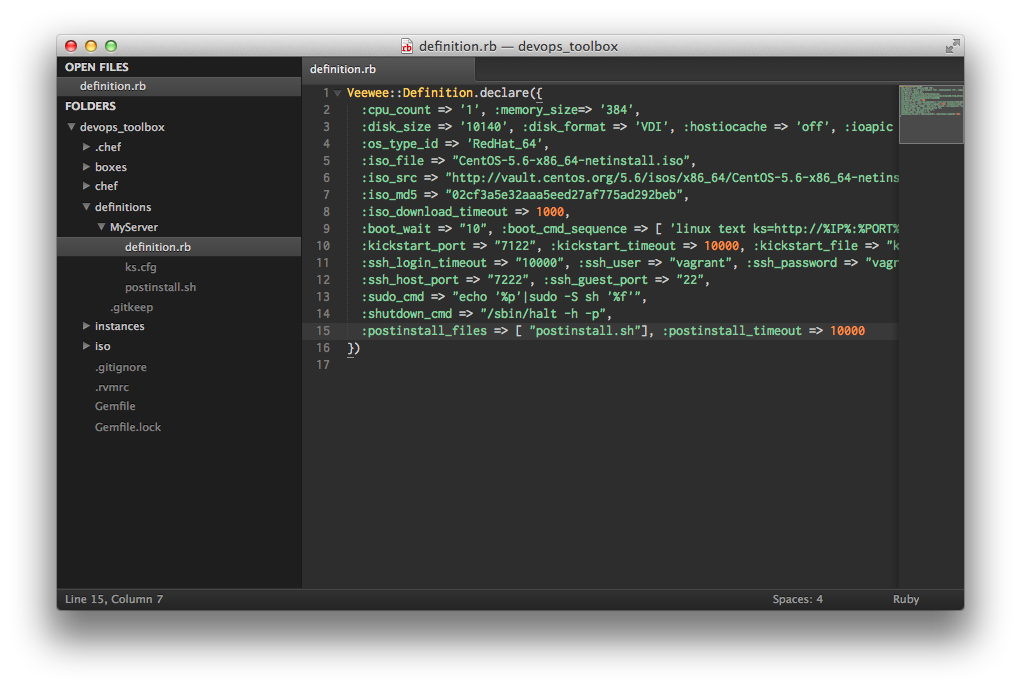 definition.rb — devops_toolbox
OPEN FILES
definition.rb
FOLDERS
devops_toolbox
.chef
boxes
chef
definitions
MyServer
definition.rb
ks.cfg
postinstall.sh
.gitkeep
instances
iso
.gitignore
.rvmrc
Gemfile
Gemfile.lock
definition.rb
1 Veewee::Definition.declare({
2 :cpu_count => '1', :memory_size=> '384',
3 :disk_size => '10140', :disk_format => 'VDI', :hostiocache => 'off', :ioapic
4 :os_type_id => 'RedHat_64',
5 :iso_file => "CentOS-5.6-x86_64-netinstall.iso",
6 :iso_src => "http://vault.centos.org/5.6/isos/x86_64/CentOS-5.6-x86_64-netins
7 :iso_md5 => "02cf3a5e32aaa5eed27af775ad292beb",
8 :iso_download_timeout => 1000,
9 :boot_wait => "10", :boot_cmd_sequence => [ 'linux text ks=http://%IP%:%PORT%
10 :kickstart_port => "7122", :kickstart_timeout => 10000, :kickstart_file => "k
11 :ssh_login_timeout => "10000", :ssh_user => "vagrant", :ssh_password => "vagr
12 :ssh_host_port => "7222", :ssh_guest_port => "22",
13 :sudo_cmd => "echo '%p'|sudo -S sh '%f'",
14 :shutdown_cmd => "/sbin/halt -h -p",
15 :postinstall_files => [ "postinstall.sh"], :postinstall_timeout => 10000
16 })
17
Line 15, Column 7
Spaces: 4
Ruby